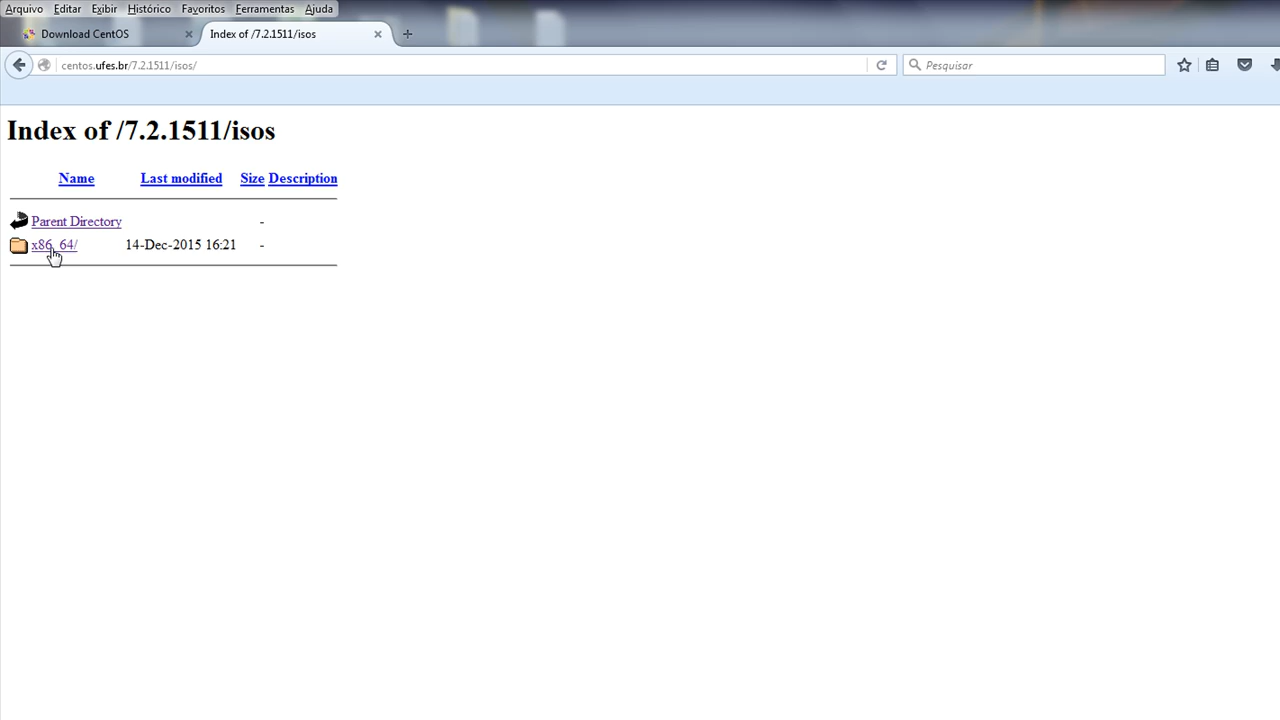 Arquivo Editar Exibir Histórico Favoritos Ferramentas Ajuda
Download CentOS × Index of /7.2.1511/isos × +
centos.ufes.br/7.2.1511/isos/ Pesquisar
Index of /7.2.1511/isos
Name Last modified Size Description
Parent Directory -
x86_64/ 14-Dec-2015 16:21 -